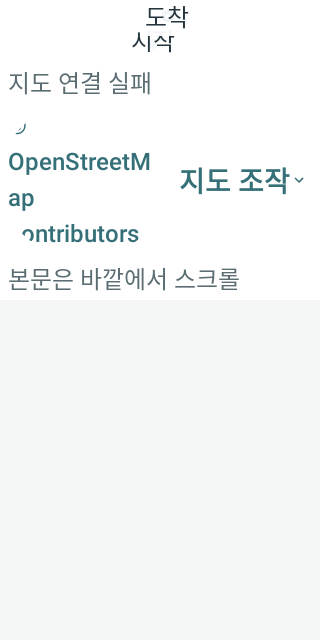 도착
시작
지도 연결 실패
OpenStreetM
ap
ontributors
지도 조작
본문은 바깥에서 스크롤